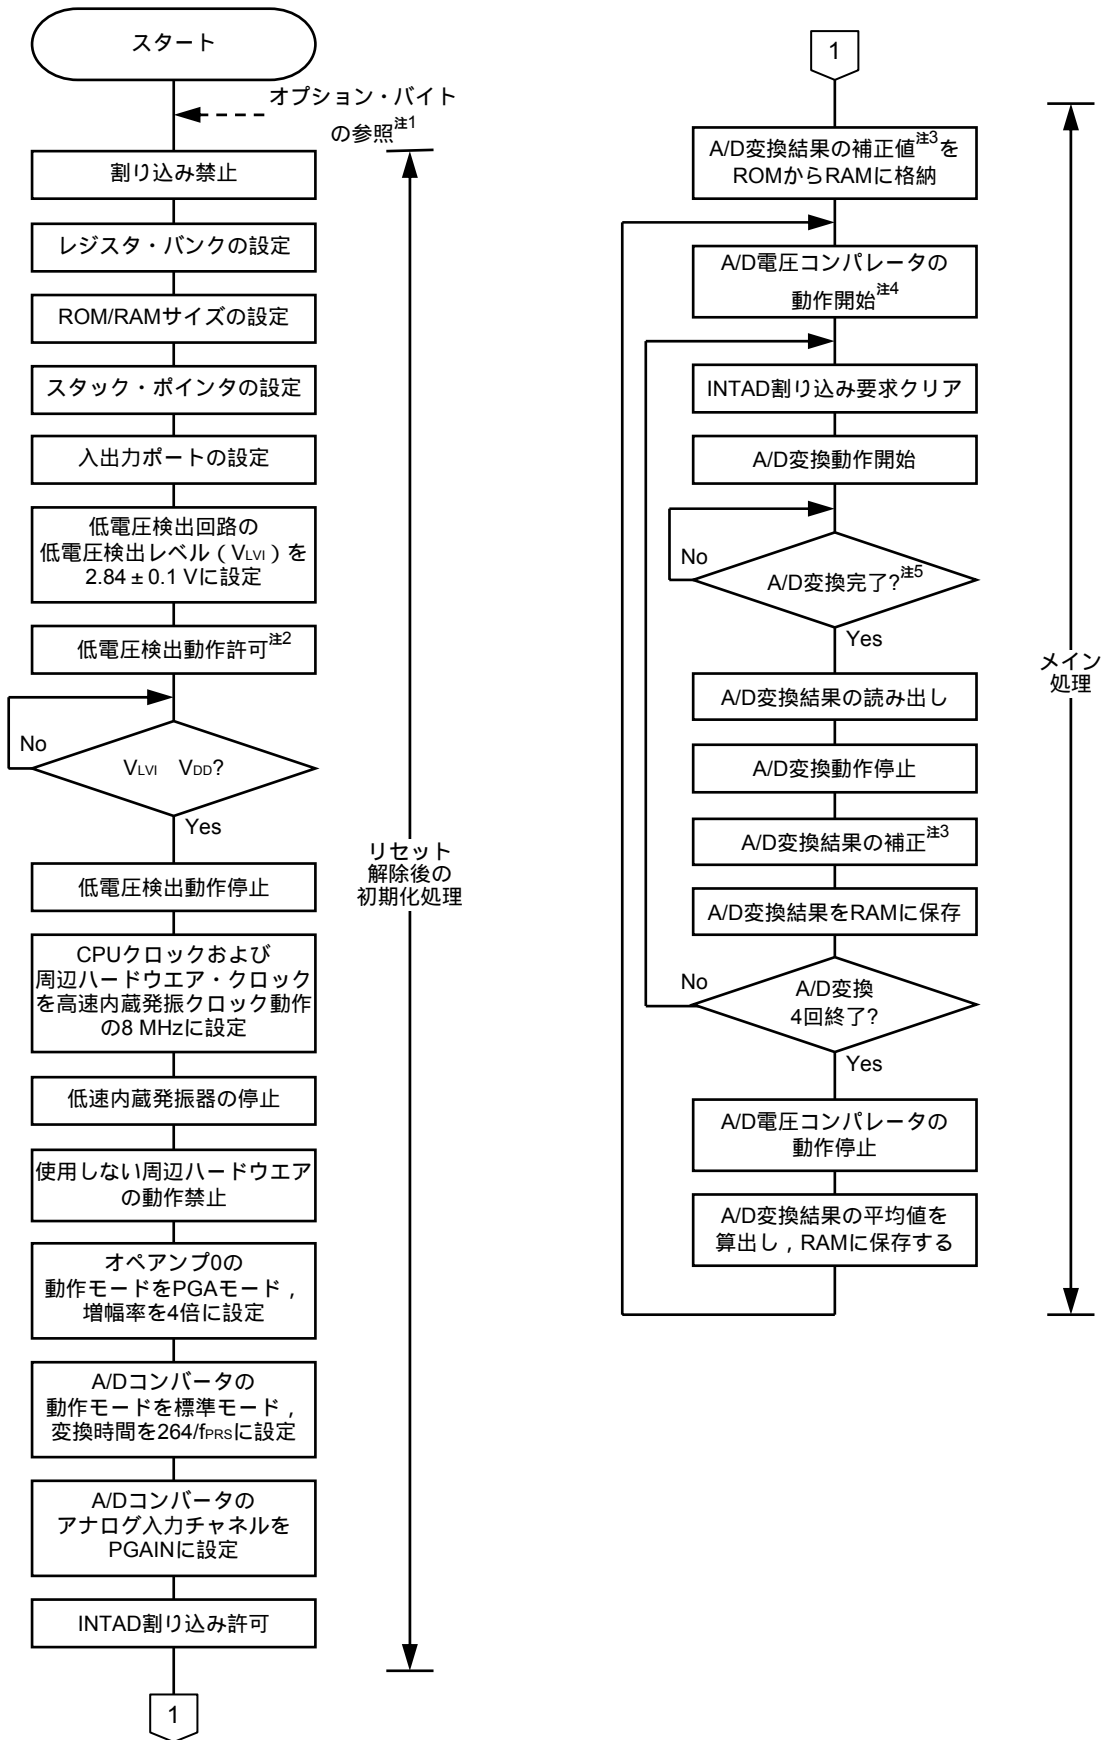 スタート
オプション・バイト
の参照注1
割り込み禁止
レジスタ・バンクの設定
ROM/RAMサイズの設定
スタック・ポインタの設定
入出力ポートの設定
低電圧検出回路の
低電圧検出レベル（VLVI）を
2.84±0.1 Vに設定
低電圧検出動作許可注2
No
VLVI VDD?
Yes
低電圧検出動作停止
CPUクロックおよび
周辺ハードウエア・クロック
を高速内蔵発振クロック動作
の8 MHzに設定
低速内蔵発振器の停止
使用しない周辺ハードウエア
の動作禁止
オペアンプ0の
動作モードをPGAモード，
増幅率を4倍に設定
A/Dコンバータの
動作モードを標準モード，
変換時間を264/fPRSに設定
A/Dコンバータの
アナログ入力チャネルを
PGAINに設定
INTAD割り込み許可
1
リセット
解除後の
初期化処理
1
A/D変換結果の補正値注3を
ROMからRAMに格納
A/D電圧コンパレータの
動作開始注4
INTAD割り込み要求クリア
A/D変換動作開始
No
A/D変換完了?注5
Yes
A/D変換結果の読み出し
A/D変換動作停止
A/D変換結果の補正注3
A/D変換結果をRAMに保存
No
A/D変換
4回終了?
Yes
A/D電圧コンパレータの
動作停止
A/D変換結果の平均値を
算出し，RAMに保存する
メイン
処理